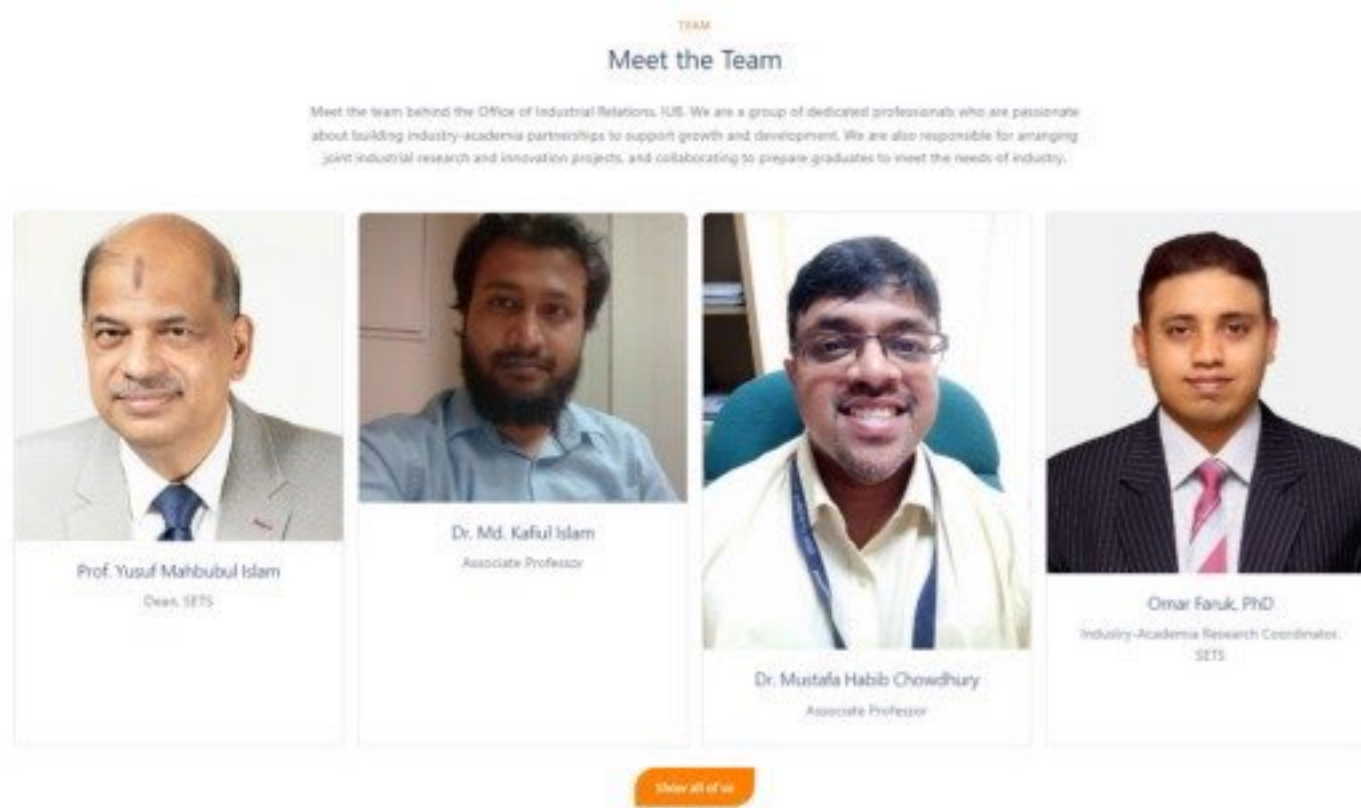 TEAM
Meet the Team
Meet the team behind the Office of Industrial Relations, IUB. We are a group of dedicated professionals who are passionate
about building industry-academia partnerships to support growth and development. We are also responsible for arranging
joint industrial research and innovation projects, and collaborating to prepare graduates to meet the needs of industry.
Prof. Yusuf Mahbubul Islam
Dean, SETS
Dr. Md. Kafiul Islam
Associate Professor
Dr. Mustafa Habib Chowdhury
Associate Professor
Omar Faruk, PhD
Industry-Academia Research Coordinator,
SETS
Show all of us